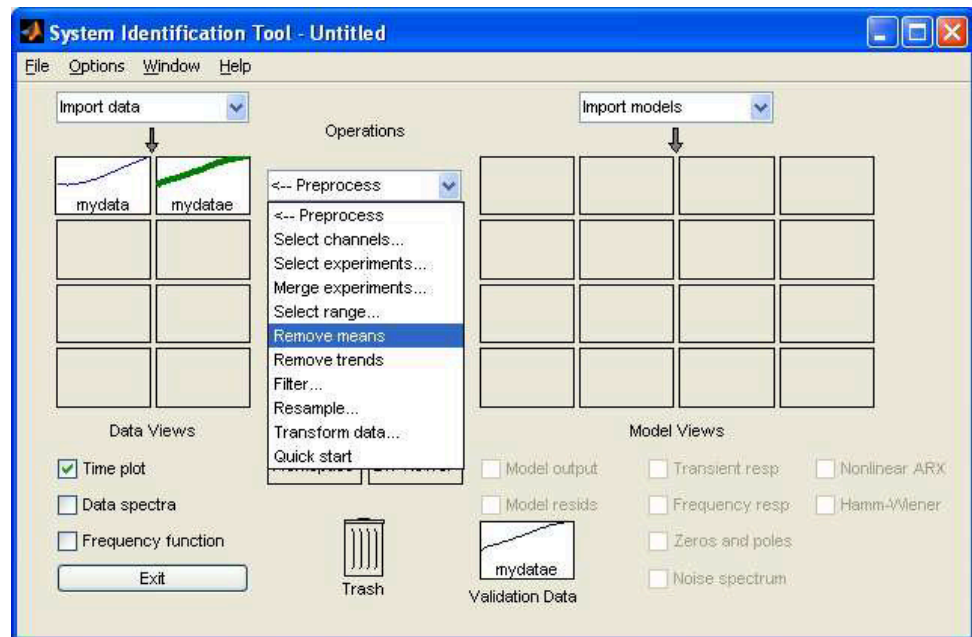 System Identification Tool - Untitled
File Options Window Help
Import data
Import models
Operations
mydata
mydatae
<-- Preprocess
<-- Preprocess
Select channels...
Select experiments...
Merge experiments...
Select range...
Remove means
Remove trends
Filter...
Resample...
Transform data...
Quick start
Data Views
Model Views
Time plot
Data spectra
Frequency function
Exit
Trash
Model output
Model resids
mydatae
Validation Data
Transient resp
Frequency resp
Zeros and poles
Noise spectrum
Nonlinear ARX
Hamm-Wiener